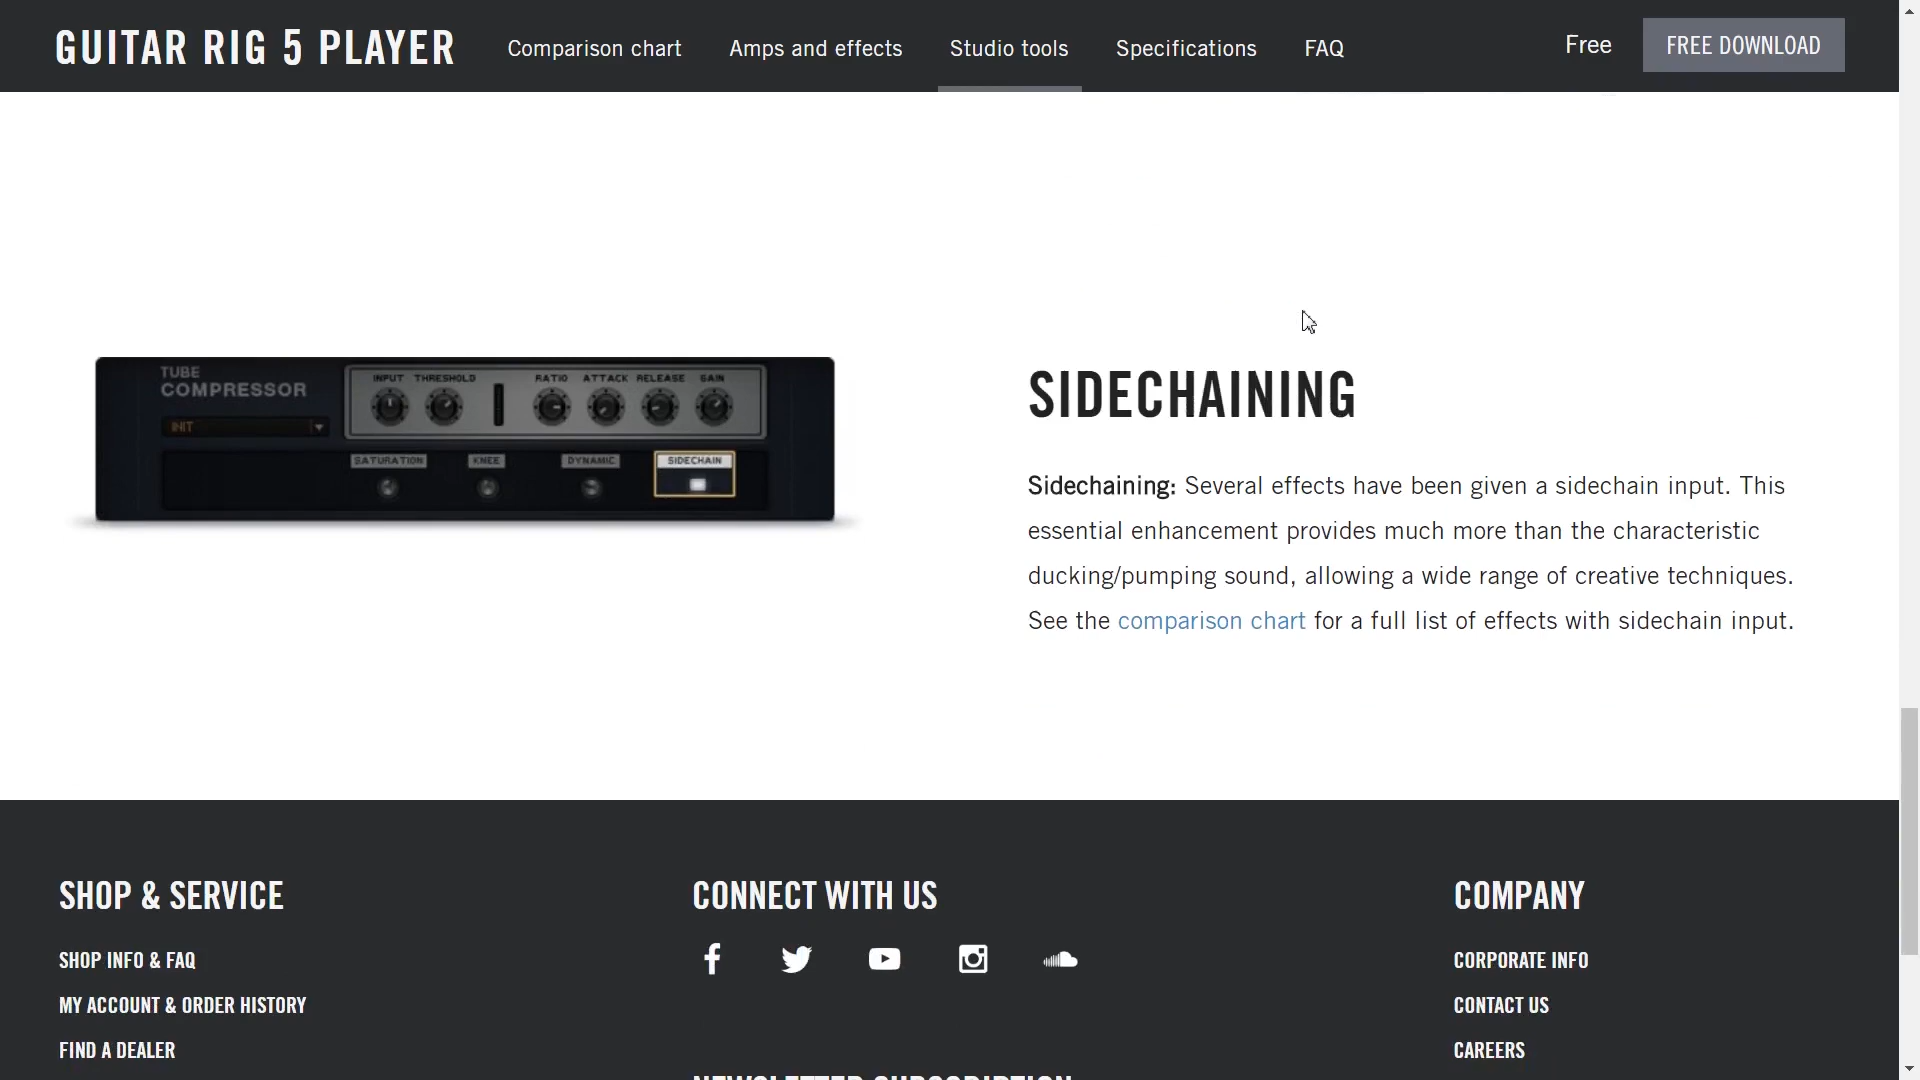 GUITAR RIG 5 PLAYER
Comparison chart
Amps and effects
Studio tools
Specifications
FAQ
Free
FREE DOWNLOAD
TUBE
COMPRESSOR
INPUT THRESHOLD RATIO ATTACK RELEASE GAIN
INIT
SATURATION KNEE DYNAMIC SIDECHAIN
SIDECHAINING
Sidechaining: Several effects have been given a sidechain input. This
essential enhancement provides much more than the characteristic
ducking/pumping sound, allowing a wide range of creative techniques.
See the comparison chart for a full list of effects with sidechain input.
SHOP & SERVICE
SHOP INFO & FAQ
MY ACCOUNT & ORDER HISTORY
FIND A DEALER
CONNECT WITH US
NEWSLETTER SUBSCRIPTION
COMPANY
CORPORATE INFO
CONTACT US
CAREERS